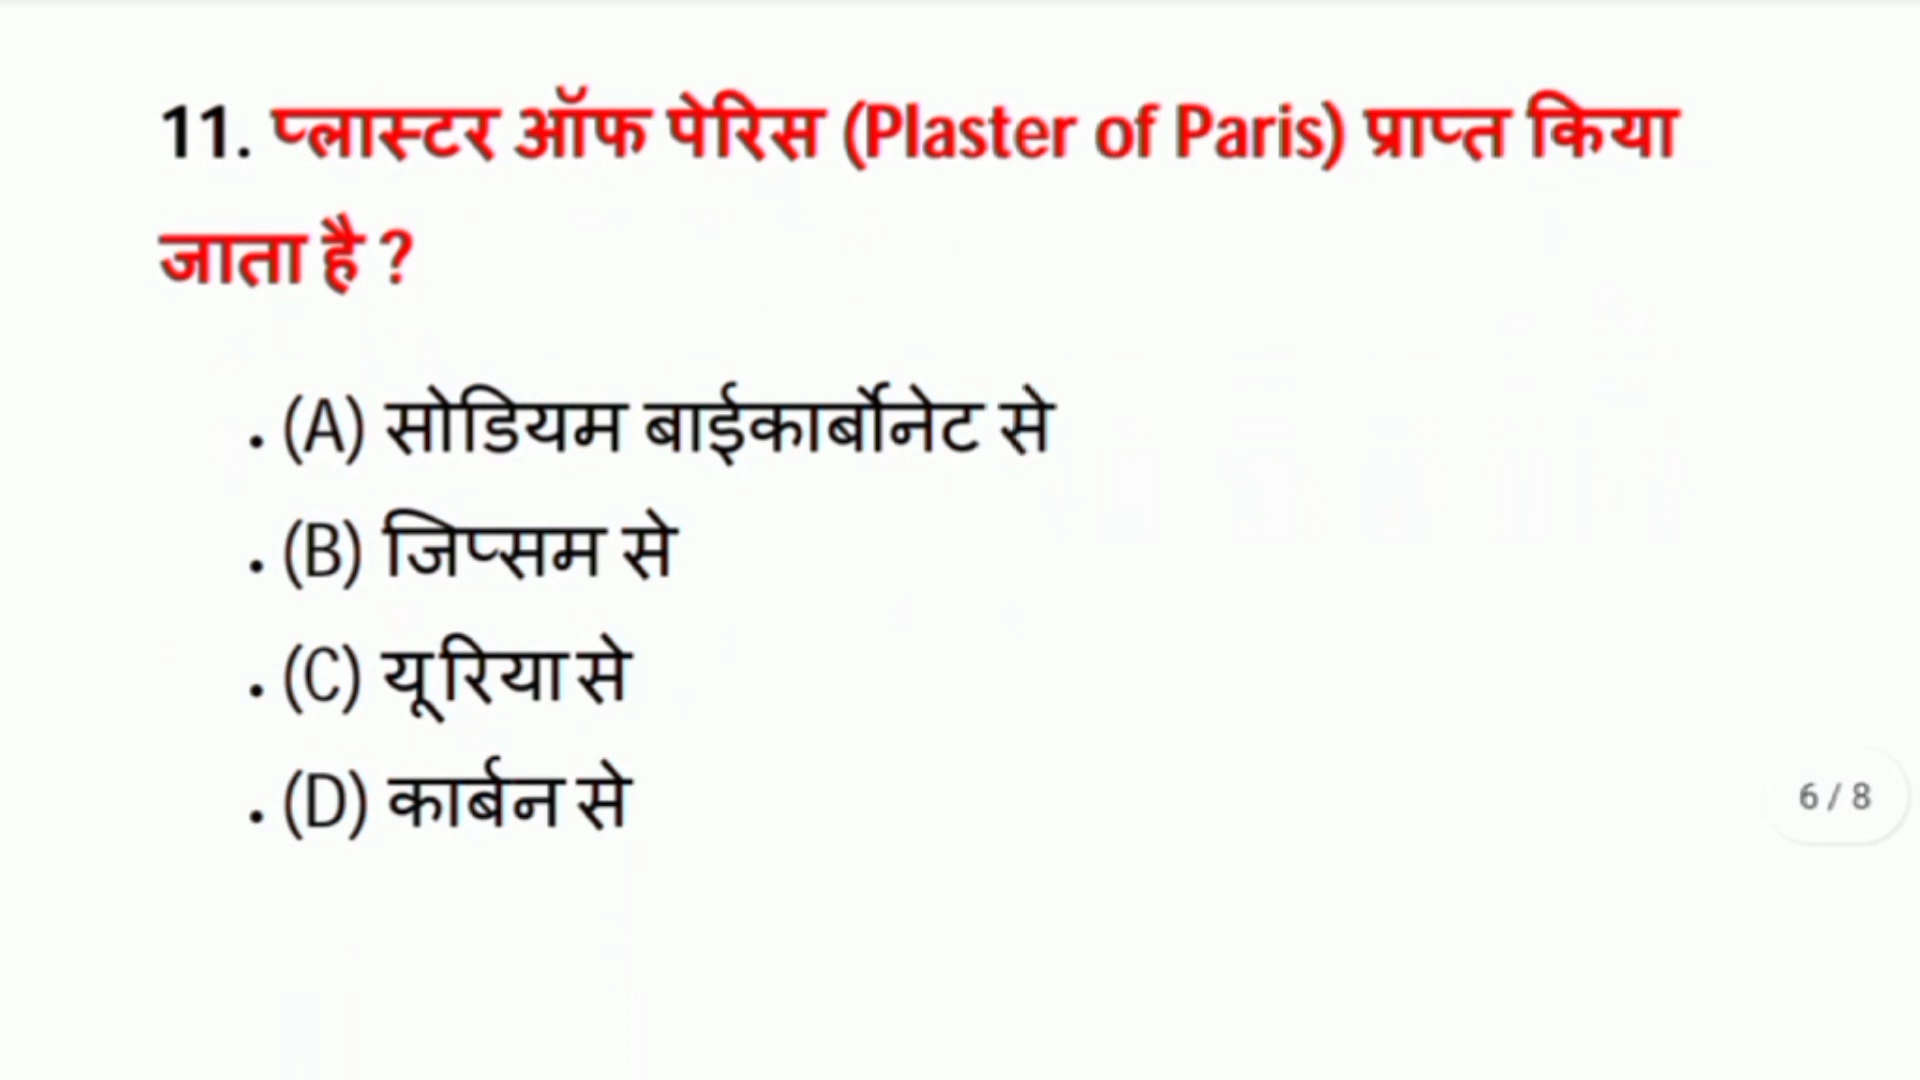 11. प्लास्टर ऑफ पेरिस (Plaster of Paris) प्राप्त किया
जाता है ?
. (A) सोडियम बाईकार्बोनेट से
. (B) जिप्सम से
. (C) यूरिया से
. (D) कार्बन से
6 / 8